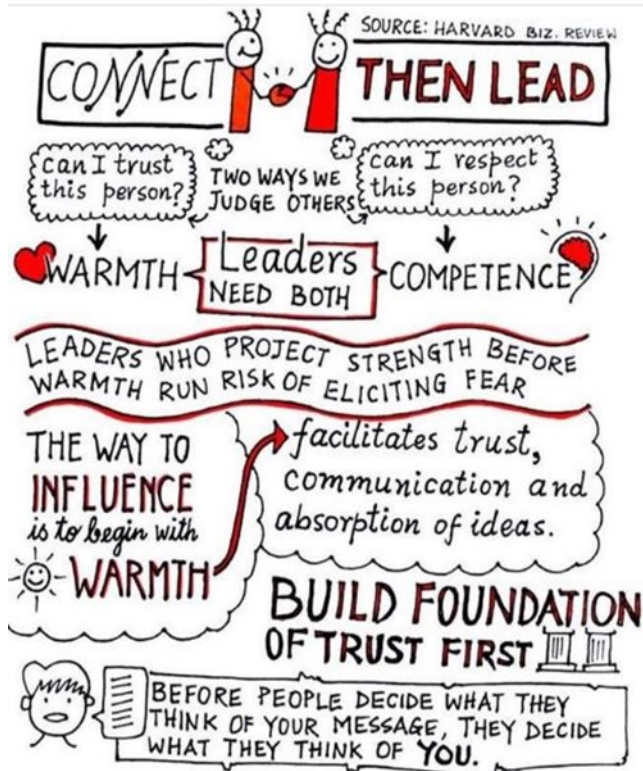 SOURCE: HARVARD BIZ. REVIEW
CONNECT THEN LEAD
can I trust
this person?
TWO WAYS WE
JUDGE OTHERS
can I respect
this person?
WARMTH
Leaders
NEED BOTH
COMPETENCE
LEADERS WHO PROJECT STRENGTH BEFORE
WARMTH RUN RISK OF ELICITING FEAR
THE WAY TO
INFLUENCE
is to begin with
WARMTH
facilitates trust,
communication and
absorption of ideas.
BUILD FOUNDATION
OF TRUST FIRST
BEFORE PEOPLE DECIDE WHAT THEY
THINK OF YOUR MESSAGE, THEY DECIDE
WHAT THEY THINK OF YOU.